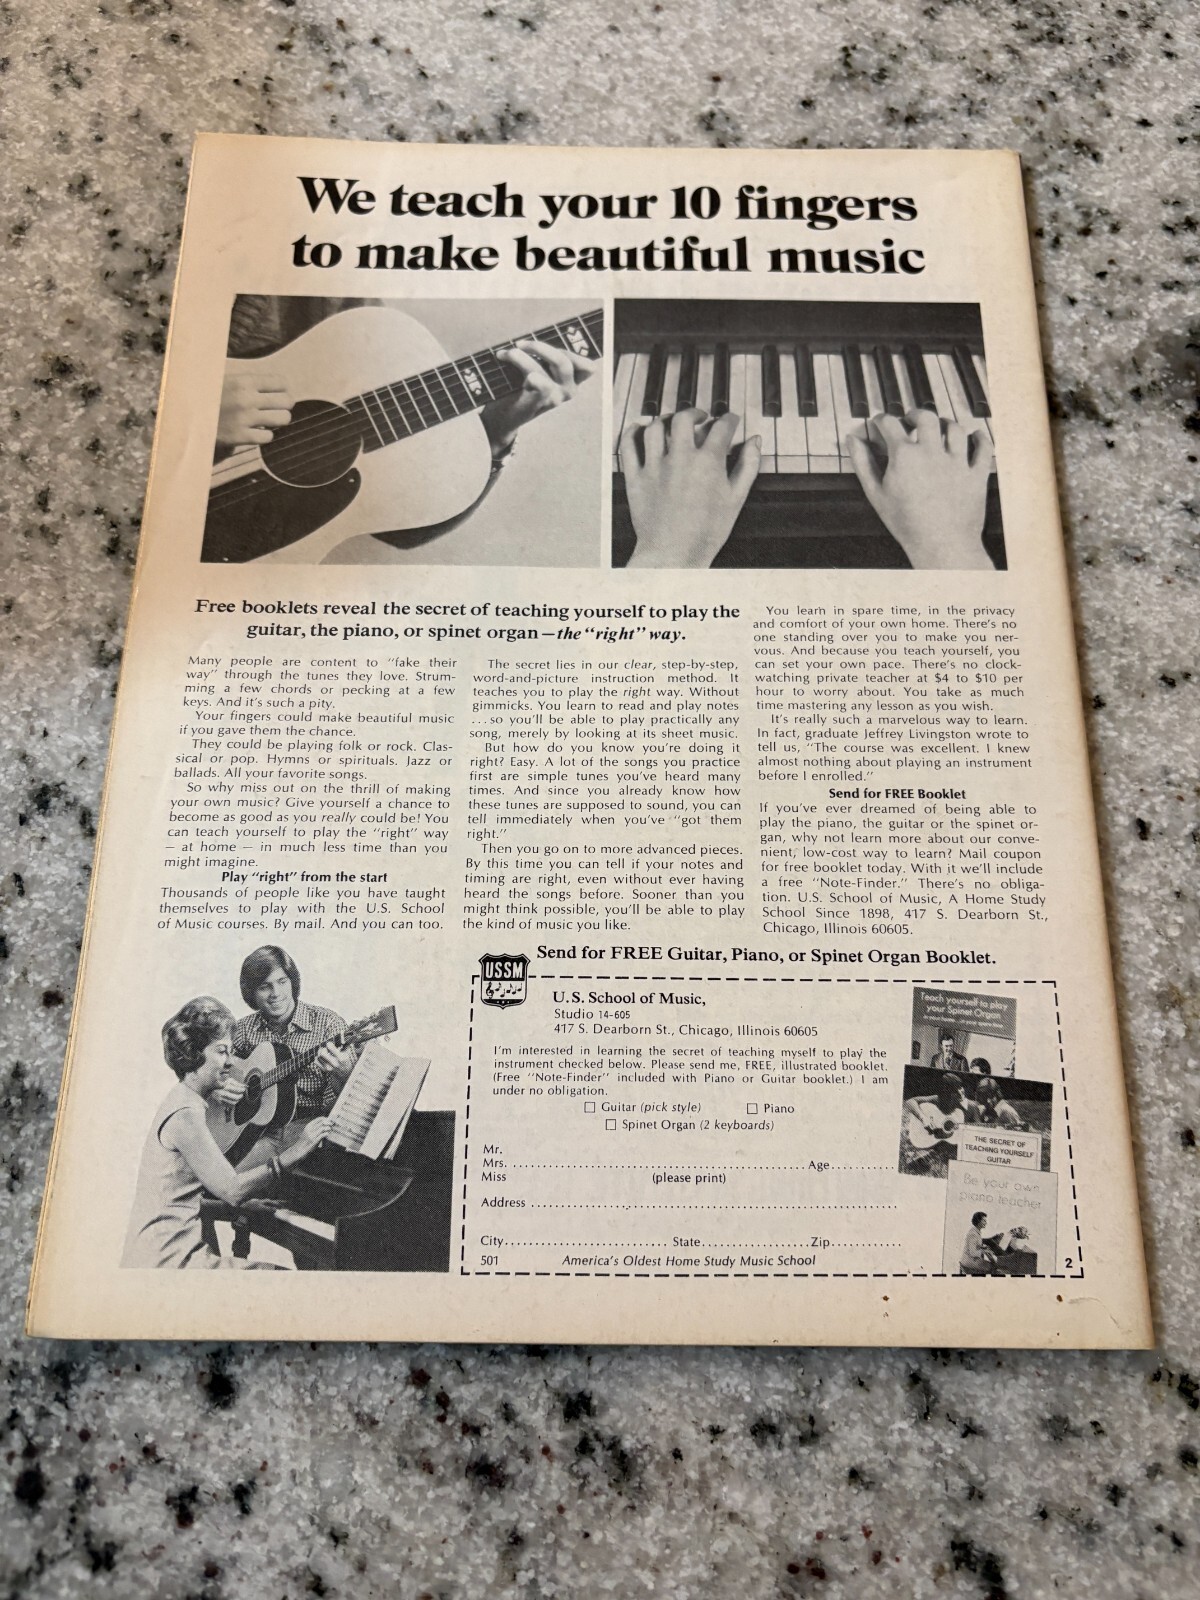 We teach your 10 fingers
to make beautiful music
Free booklets reveal the secret of teaching yourself to play the
guitar, the piano, or spinet organ—the "right" way.
Many people are content to "fake their
way" through the tunes they love. Strum-
ming a few chords or pecking at a few
keys. And it's such a pity.
Your fingers could make beautiful music
if you gave them the chance.
They could be playing folk or rock. Clas-
sical or pop. Hymns or spirituals. Jazz or
ballads. All your favorite songs.
So why miss out on the thrill of making
your own music? Give yourself a chance to
become as good as you really could be! You
can teach yourself to play the "right" way
— at home — in much less time than you
might imagine.
Play "right" from the start
Thousands of people like you have taught
themselves to play with the U.S. School
of Music courses. By mail. And you can too.
The secret lies in our clear, step-by-step,
word-and-picture instruction method. It
teaches you to play the right way. Without
gimmicks. You learn to read and play notes
...so you'll be able to play practically any
song, merely by looking at its sheet music.
But how do you know you're doing it
right? Easy. A lot of the songs you practice
first are simple tunes you've heard many
times. And since you already know how
these tunes are supposed to sound, you can
tell immediately when you've "got them
right."
Then you go on to more advanced pieces.
By this time you can tell if your notes and
timing are right, even without ever having
heard the songs before. Sooner than you
might think possible, you'll be able to play
the kind of music you like.
You learn in spare time, in the privacy
and comfort of your own home. There's no
one standing over you to make you ner-
vous. And because you teach yourself, you
can set your own pace. There's no clock-
watching private teacher at $4 to $10 per
hour to worry about. You take as much
time mastering any lesson as you wish.
It's really such a marvelous way to learn.
In fact, graduate Jeffrey Livingston wrote to
tell us, "The course was excellent. I knew
almost nothing about playing an instrument
before I enrolled."
Send for FREE Booklet
If you've ever dreamed of being able to
play the piano, the guitar or the spinet or-
gan, why not learn more about our conve-
nient, low-cost way to learn? Mail coupon
for free booklet today. With it we'll include
a free "Note-Finder." There's no obliga-
tion. U.S. School of Music, A Home Study
School Since 1898, 417 S. Dearborn St.,
Chicago, Illinois 60605.
Send for FREE Guitar, Piano, or Spinet Organ Booklet.
USSM
U.S. School of Music,
Studio 14-605
417 S. Dearborn St., Chicago, Illinois 60605
I'm interested in learning the secret of teaching myself to play the
instrument checked below. Please send me, FREE, illustrated booklet.
(Free "Note-Finder" included with Piano or Guitar booklet.) I am
under no obligation.
☐ Guitar (pick style) ☐ Piano
☐ Spinet Organ (2 keyboards)
Mr.
Mrs. Age
Miss (please print)
Address
City State Zip
501 America's Oldest Home Study Music School
Teach yourself to play
your Spinet Organ
THE SECRET OF
TEACHING YOURSELF
GUITAR
Be your own
piano teacher
2